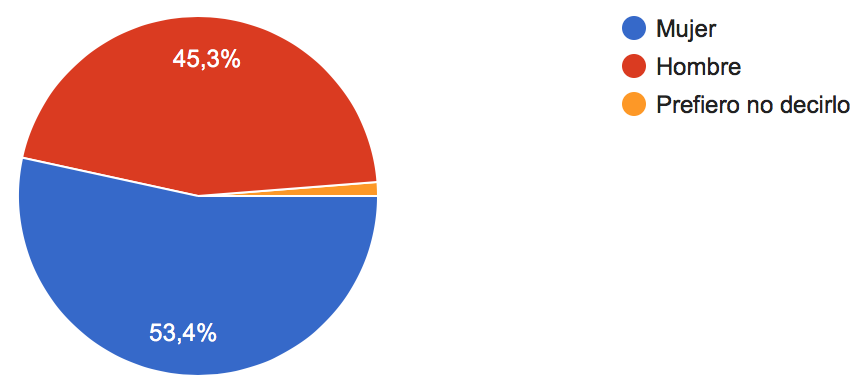 45,3%
53,4%
Mujer
Hombre
Prefiero no decirlo